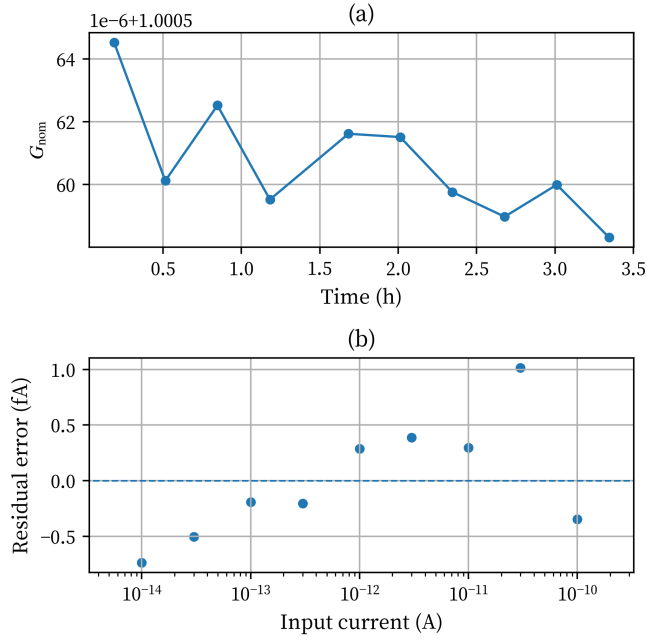 (a)
1e−6+1.0005
64
62
60
G_nom
0.5 1.0 1.5 2.0 2.5 3.0 3.5
Time (h)
(b)
1.0
0.5
0.0
−0.5
Residual error (fA)
10⁻¹⁴ 10⁻¹³ 10⁻¹² 10⁻¹¹ 10⁻¹⁰
Input current (A)